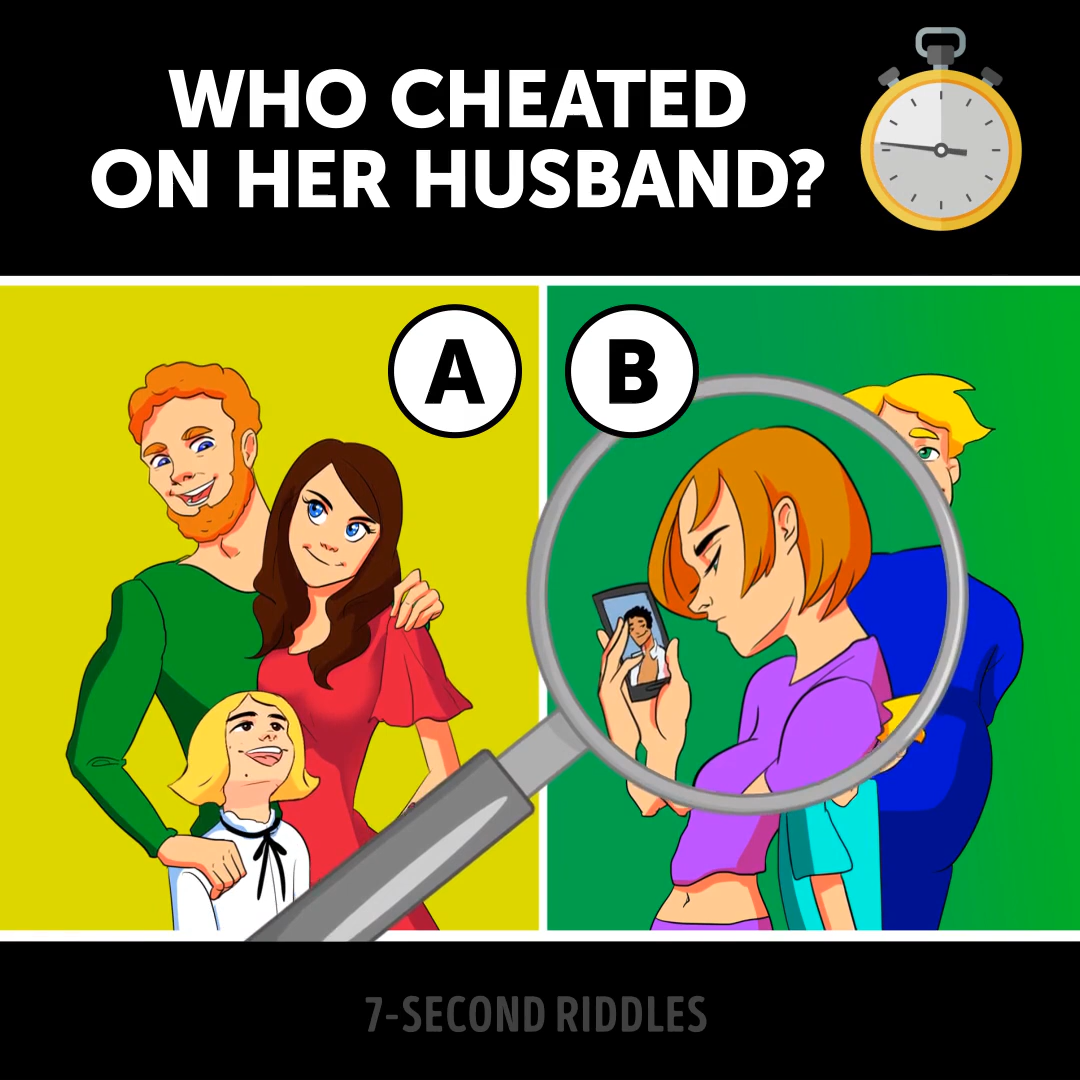 WHO CHEATED
ON HER HUSBAND?
A
B
7-SECOND RIDDLES